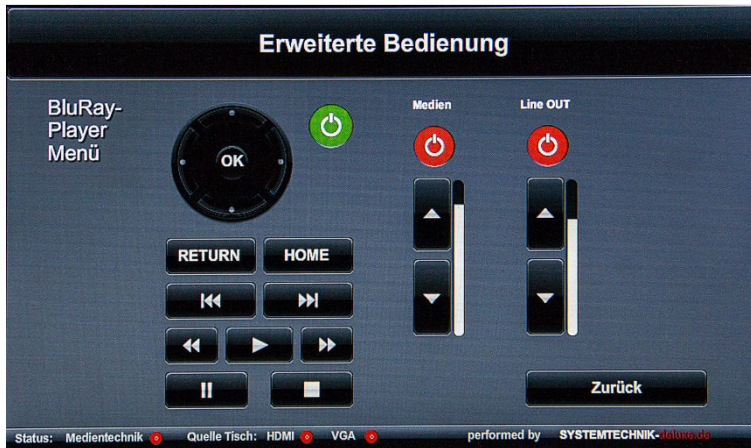 Erweiterte Bedienung
BluRay-
Player
Menü
OK
Medien
Line OUT
RETURN
HOME
Zurück
Status: Medientechnik Quelle Tisch: HDMI VGA performed by SYSTEMTECHNIK-deluxe.de